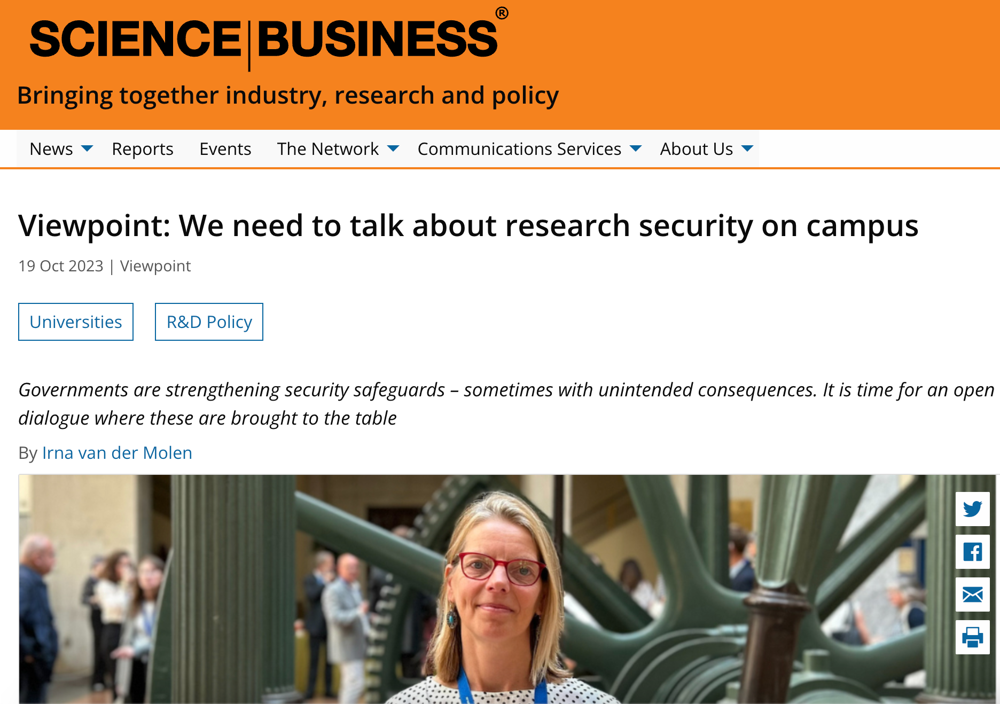 SCIENCE|BUSINESS®
Bringing together industry, research and policy
News Reports Events The Network Communications Services About Us
Viewpoint: We need to talk about research security on campus
19 Oct 2023 | Viewpoint
Universities R&D Policy
Governments are strengthening security safeguards – sometimes with unintended consequences. It is time for an open
dialogue where these are brought to the table
By Irna van der Molen